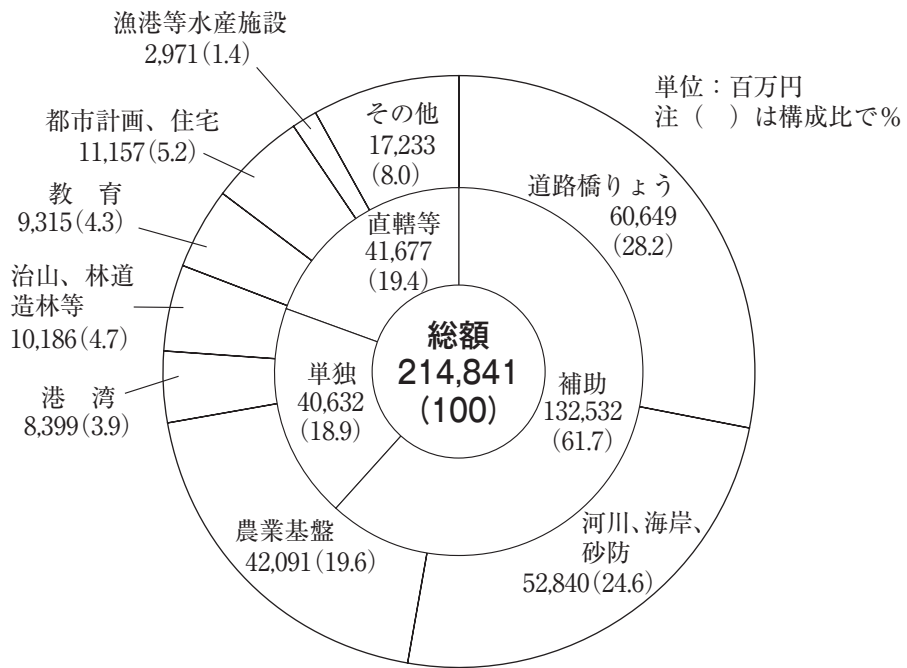 漁港等水産施設
2,971(1.4)
都市計画、住宅
11,157(5.2)
教　育
9,315(4.3)
治山、林道
造林等
10,186(4.7)
港　湾
8,399(3.9)
その他
17,233
(8.0)
単位：百万円
注（　）は構成比で%
道路橋りょう
60,649
(28.2)
直轄等
41,677
(19.4)
総額
214,841
(100)
単独
40,632
(18.9)
補助
132,532
(61.7)
農業基盤
42,091(19.6)
河川、海岸、
砂防
52,840(24.6)